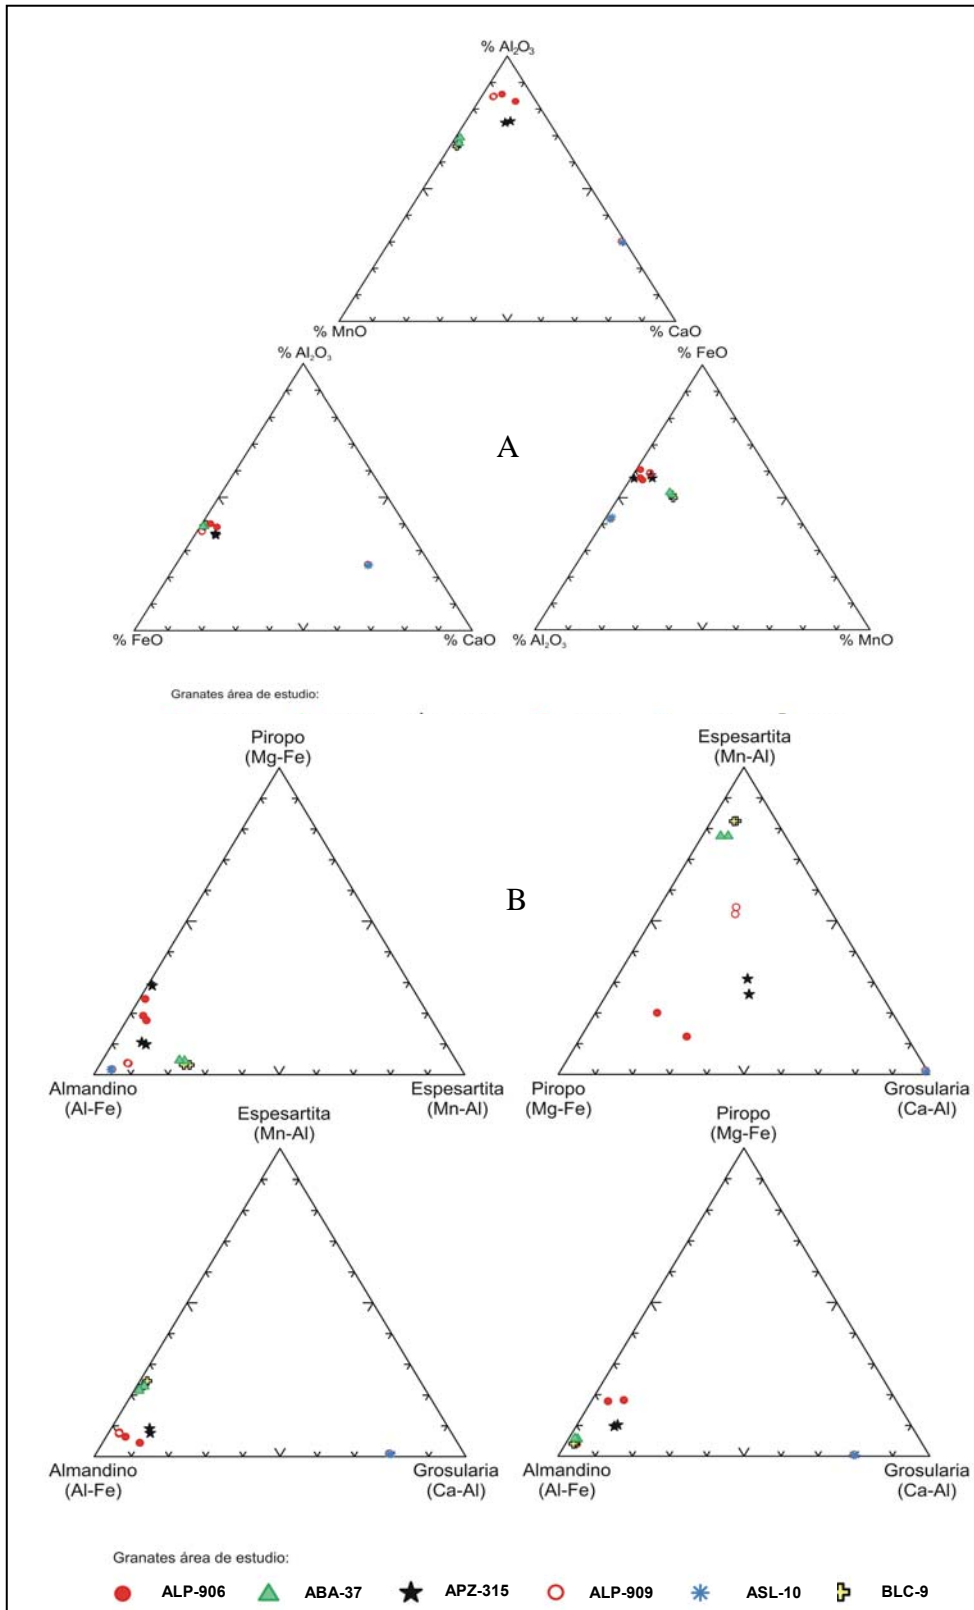 % Al₂O₃
% MnO % CaO
% Al₂O₃ % FeO
A
% FeO % CaO % Al₂O₃ % MnO
Granates área de estudio:
Piropo Espesartita
(Mg-Fe) (Mn-Al)
B
Almandino Espesartita Piropo Grosularia
(Al-Fe) (Mn-Al) (Mg-Fe) (Ca-Al)
Espesartita Piropo
(Mn-Al) (Mg-Fe)
Almandino Grosularia Almandino Grosularia
(Al-Fe) (Ca-Al) (Al-Fe) (Ca-Al)
Granates área de estudio:
ALP-906 ABA-37 APZ-315 ALP-909 ASL-10 BLC-9